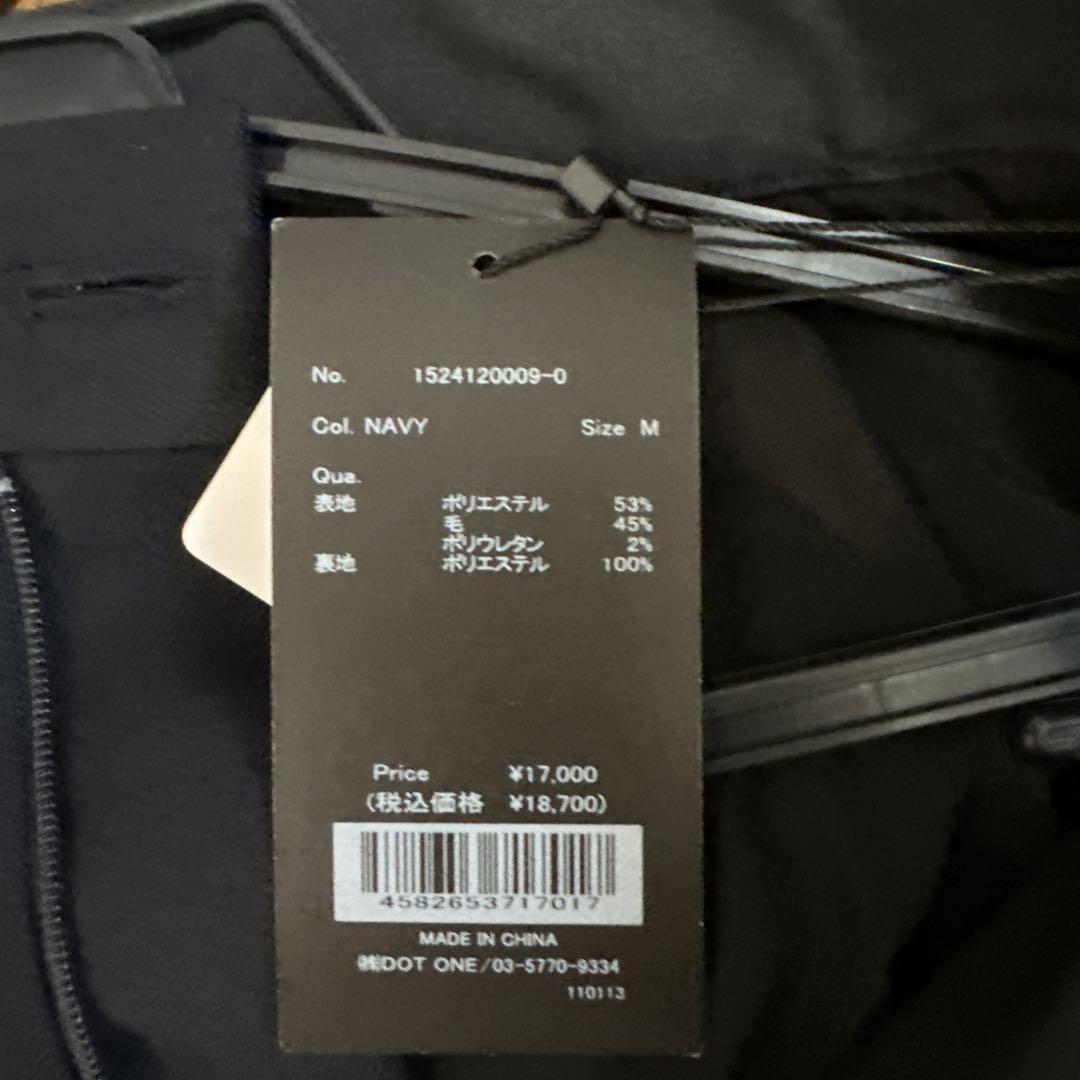 No. 1524120009-0
Col. NAVY Size M
Qua.
表地 ポリエステル 53%
毛 45%
ポリウレタン 2%
裏地 ポリエステル 100%
Price ¥17,000
(税込価格 ¥18,700)
4582653717017
MADE IN CHINA
㈱DOT ONE/03-5770-9334
110113